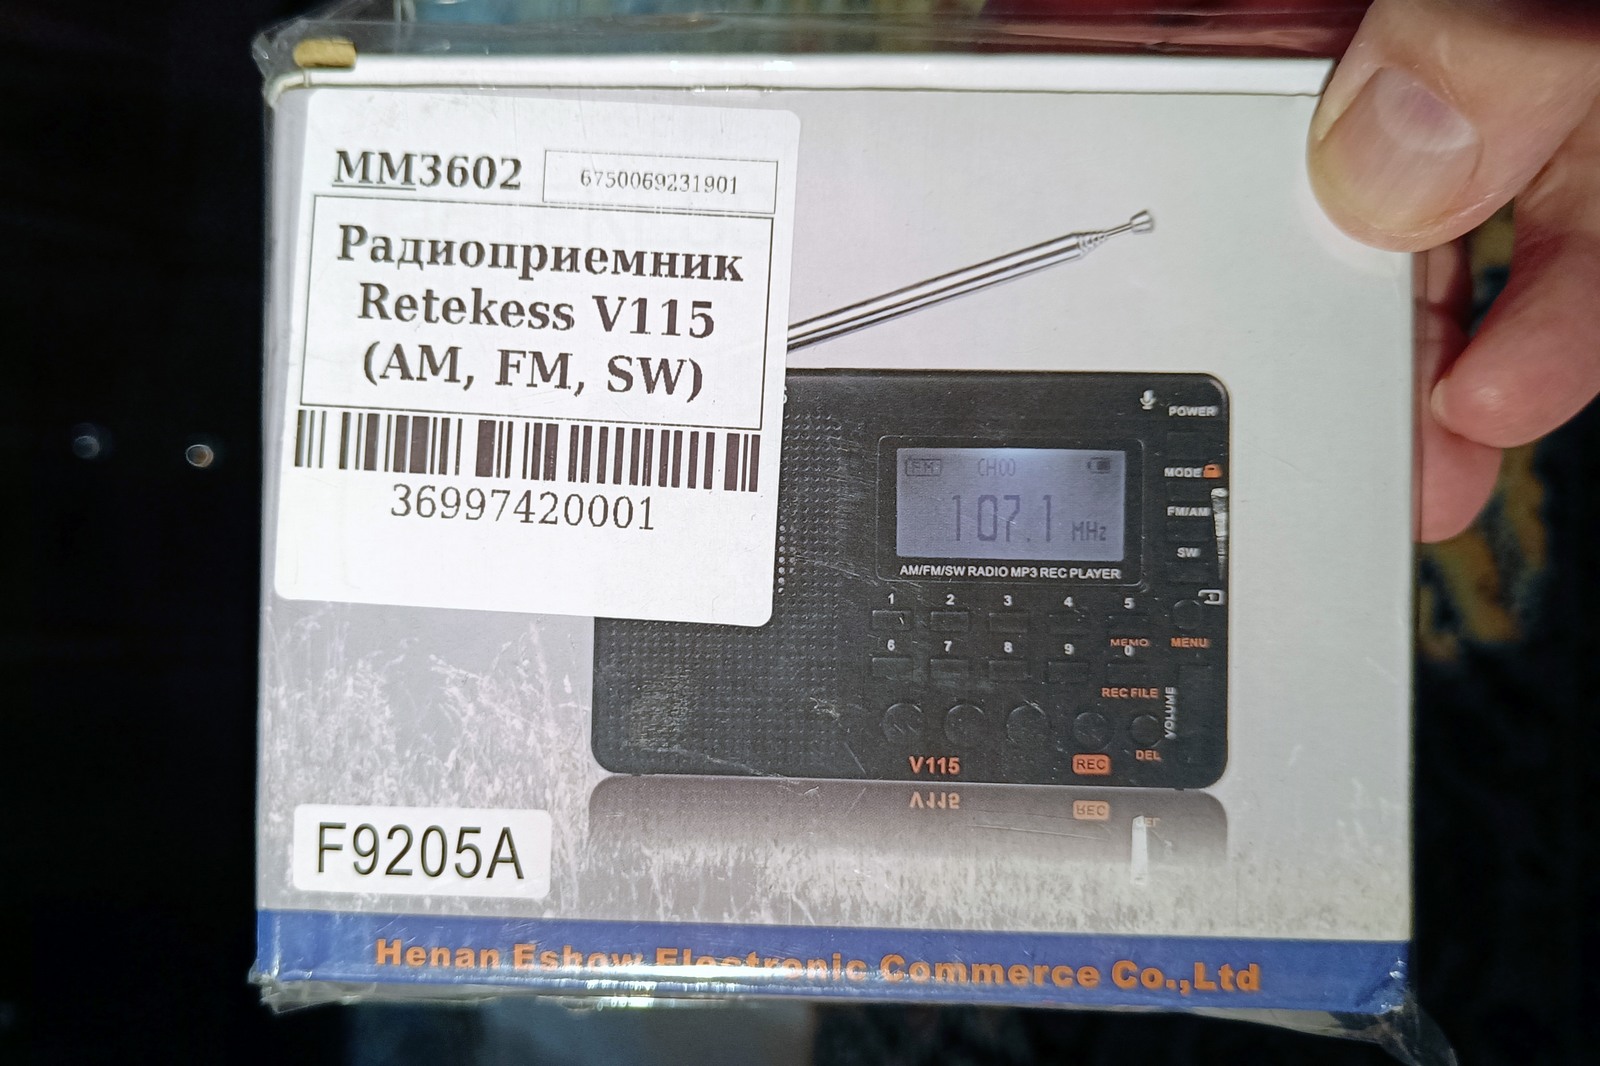 MM3602
6750069231901
Радиоприемник
Retekess V115
(AM, FM, SW)
36997420001
POWER
MODE
FM/AM
SW
FM CH00
107.1 MHz
AM/FM/SW RADIO MP3 REC PLAYER
1 2 3 4 5
MEMO MENU
6 7 8 9 0
REC FILE
VOLUME
DEL
V115 REC
F9205A
Henan Eshow Electronic Commerce Co.,Ltd